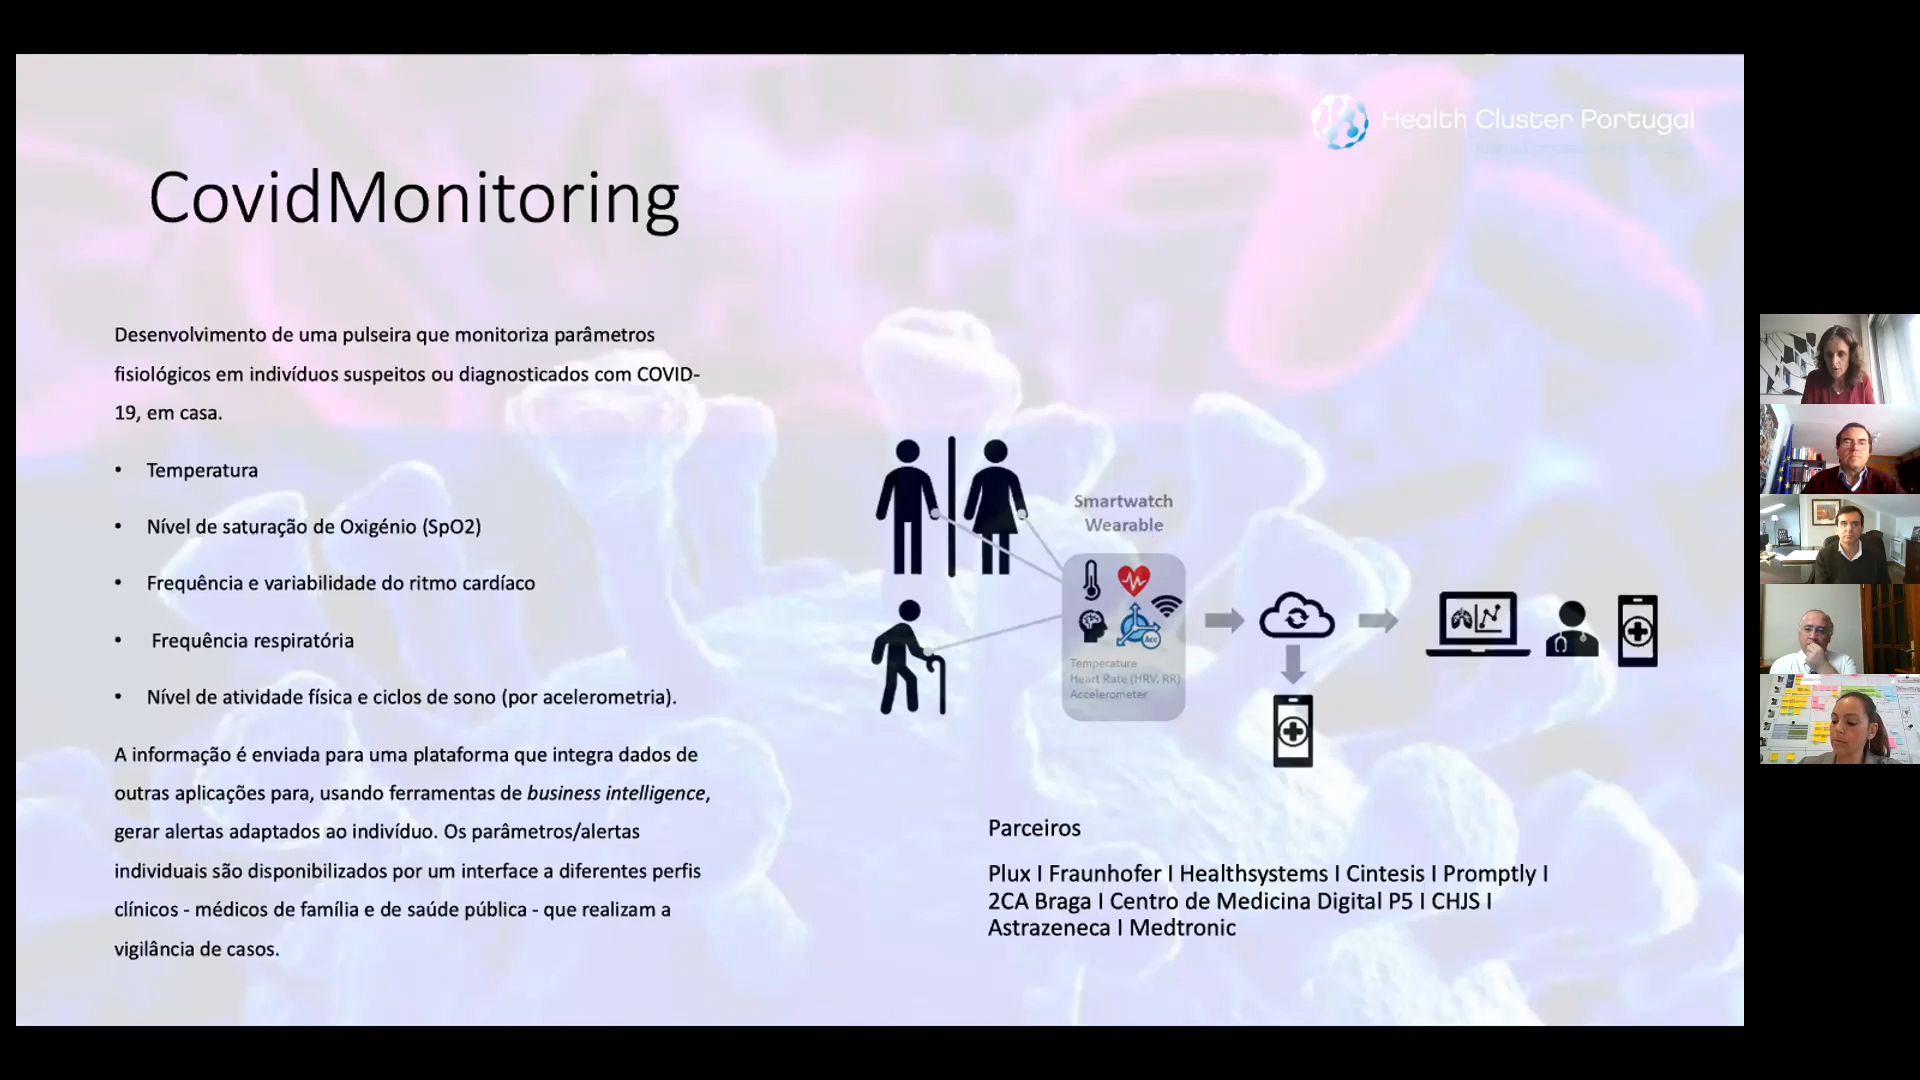 Health Cluster Portugal
CovidMonitoring
Desenvolvimento de uma pulseira que monitoriza parâmetros
fisiológicos em indivíduos suspeitos ou diagnosticados com COVID-
19, em casa.
• Temperatura
• Nível de saturação de Oxigénio (SpO2)
• Frequência e variabilidade do ritmo cardíaco
• Frequência respiratória
• Nível de atividade física e ciclos de sono (por acelerometria).
A informação é enviada para uma plataforma que integra dados de
outras aplicações para, usando ferramentas de business intelligence,
gerar alertas adaptados ao indivíduo. Os parâmetros/alertas
individuais são disponibilizados por um interface a diferentes perfis
clínicos - médicos de família e de saúde pública - que realizam a
vigilância de casos.
Smartwatch
Wearable
Acc
Temperature
Heart Rate (HRV, RR)
Accelerometer
Parceiros
Plux I Fraunhofer I Healthsystems I Cintesis I Promptly I
2CA Braga I Centro de Medicina Digital P5 I CHJS I
Astrazeneca I Medtronic